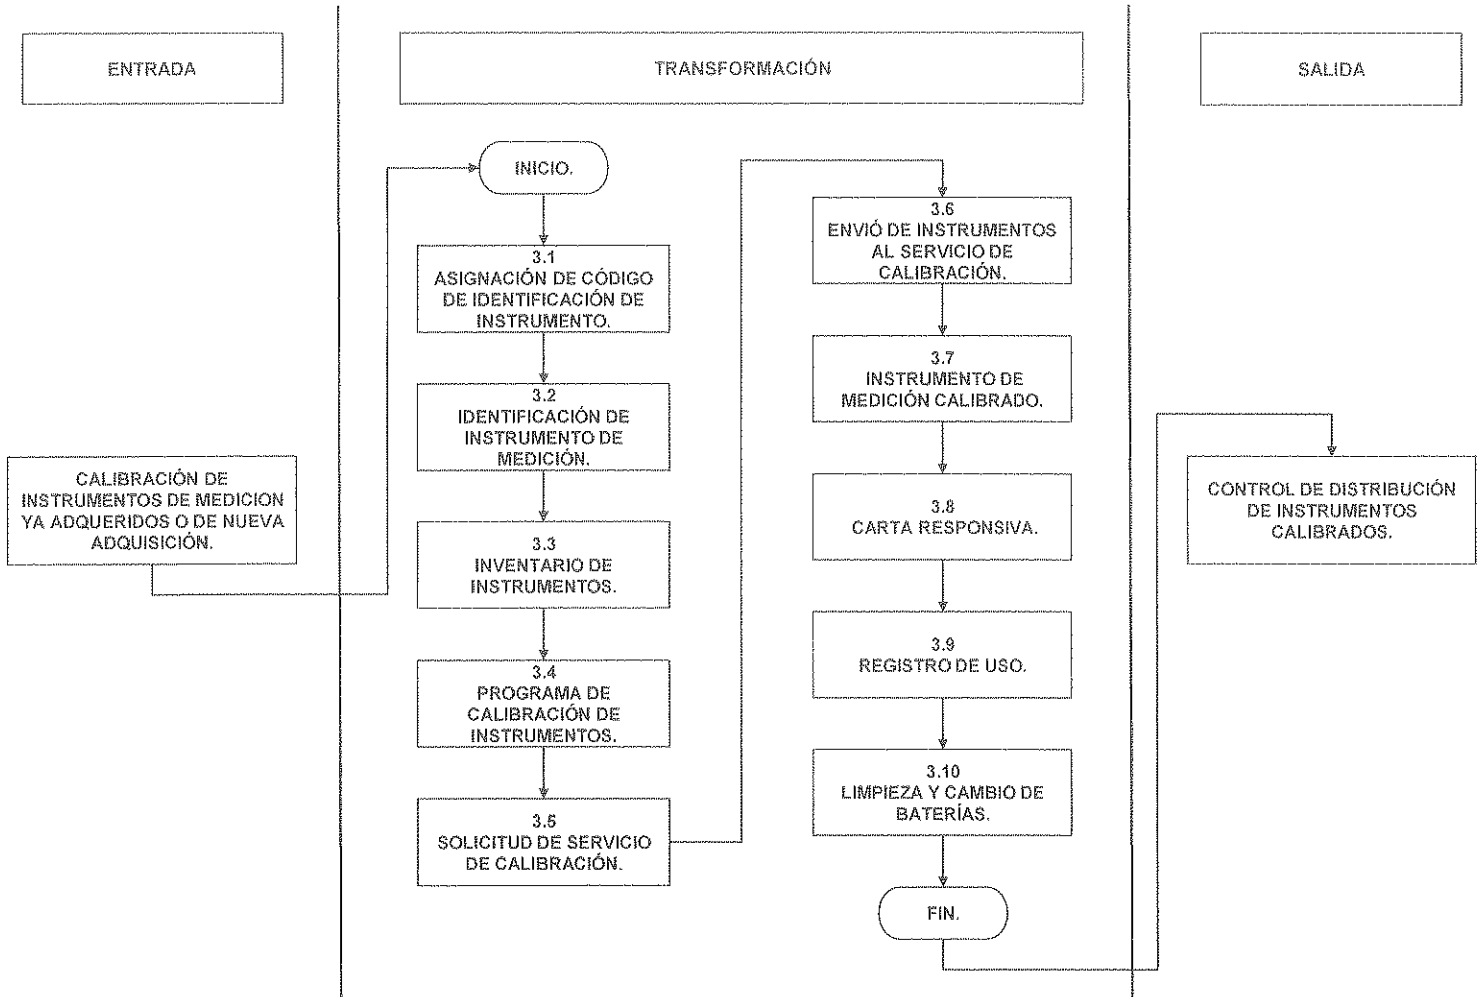 ENTRADA
TRANSFORMACIÓN
SALIDA
CALIBRACIÓN DE
INSTRUMENTOS DE MEDICION
YA ADQUERIDOS O DE NUEVA
ADQUISICIÓN.
INICIO.
3.1
ASIGNACIÓN DE CÓDIGO
DE IDENTIFICACIÓN DE
INSTRUMENTO.
3.2
IDENTIFICACIÓN DE
INSTRUMENTO DE
MEDICIÓN.
3.3
INVENTARIO DE
INSTRUMENTOS.
3.4
PROGRAMA DE
CALIBRACIÓN DE
INSTRUMENTOS.
3.5
SOLICITUD DE SERVICIO
DE CALIBRACIÓN.
3.6
ENVIÓ DE INSTRUMENTOS
AL SERVICIO DE
CALIBRACIÓN.
3.7
INSTRUMENTO DE
MEDICIÓN CALIBRADO.
3.8
CARTA RESPONSIVA.
3.9
REGISTRO DE USO.
3.10
LIMPIEZA Y CAMBIO DE
BATERÍAS.
FIN.
CONTROL DE DISTRIBUCIÓN
DE INSTRUMENTOS
CALIBRADOS.